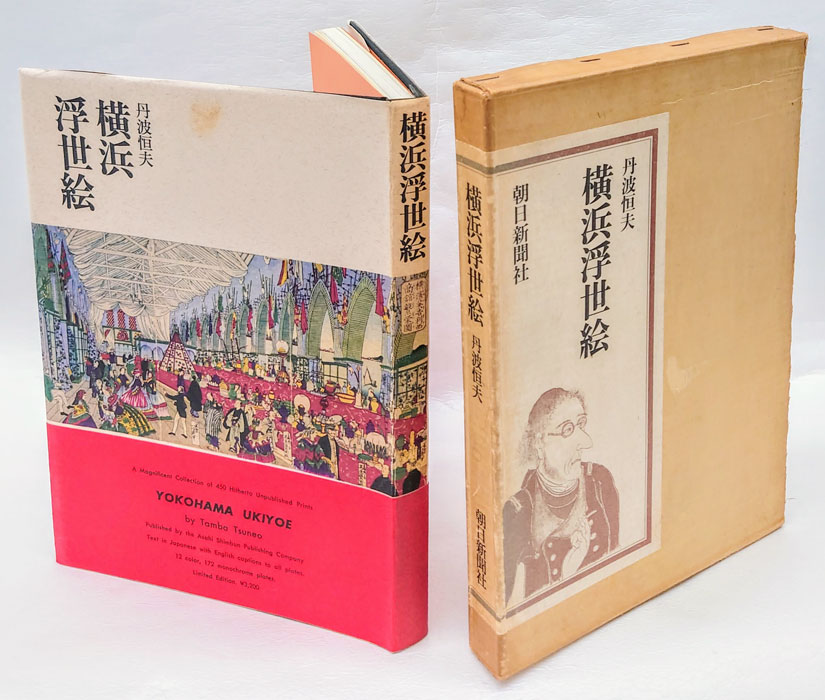 丹波恒夫
横浜
浮世絵
横浜浮世絵
A Magnificent Collection of 450 Hitherto Unpublished Prints
YOKOHAMA UKIYOE
by Tamba Tsuneo
Published by the Asahi Shimbun Publishing Company
Text in Japanese with English captions to all plates.
12 color, 172 monochrome plates.
Limited Edition. ¥3,200
横浜浮世絵
丹波恒夫
朝日新聞社
丹波恒夫
横浜浮世絵
朝日新聞社